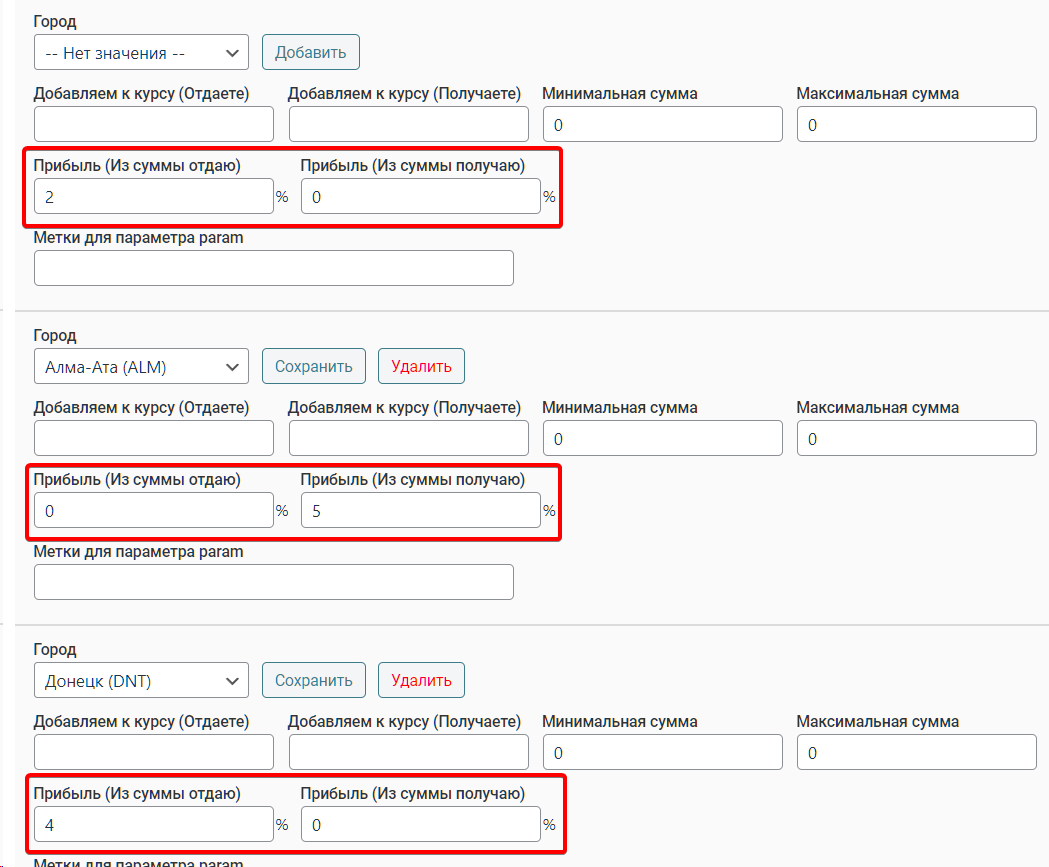 Город
-- Нет значения -- Добавить
Добавляем к курсу (Отдаете) Добавляем к курсу (Получаете) Минимальная сумма Максимальная сумма
0 0
Прибыль (Из суммы отдаю) Прибыль (Из суммы получаю)
2 % 0 %
Метки для параметра param
Город
Алма-Ата (ALM) Сохранить Удалить
Добавляем к курсу (Отдаете) Добавляем к курсу (Получаете) Минимальная сумма Максимальная сумма
0 0
Прибыль (Из суммы отдаю) Прибыль (Из суммы получаю)
0 % 5 %
Метки для параметра param
Город
Донецк (DNT) Сохранить Удалить
Добавляем к курсу (Отдаете) Добавляем к курсу (Получаете) Минимальная сумма Максимальная сумма
0 0
Прибыль (Из суммы отдаю) Прибыль (Из суммы получаю)
4 % 0 %
Метки для параметра param